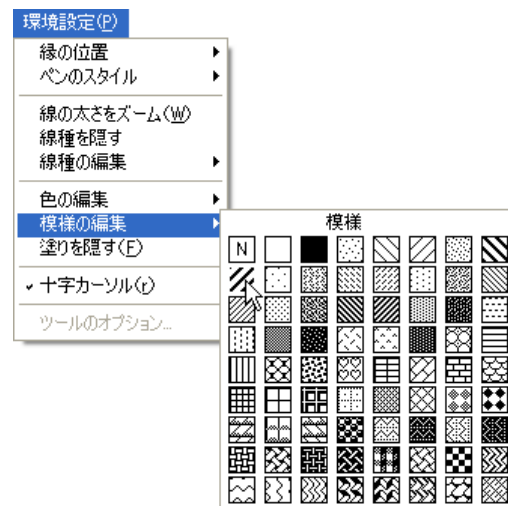 環境設定(P)
縁の位置
ペンのスタイル
線の太さをズーム(W)
線種を隠す
線種の編集
色の編集
模様の編集
塗りを隠す(F)
十字カーソル(r)
ツールのオプション...
模様
N